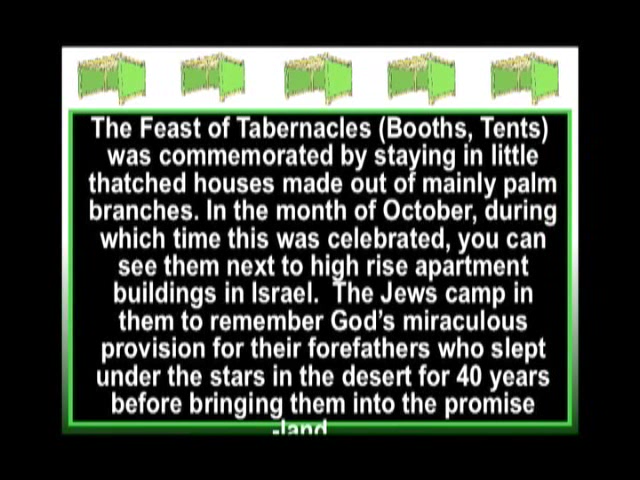 The Feast of Tabernacles (Booths, Tents)
was commemorated by staying in little
thatched houses made out of mainly palm
branches. In the month of October, during
which time this was celebrated, you can
see them next to high rise apartment
buildings in Israel.  The Jews camp in
them to remember God's miraculous
provision for their forefathers who slept
under the stars in the desert for 40 years
before bringing them into the promise
-land